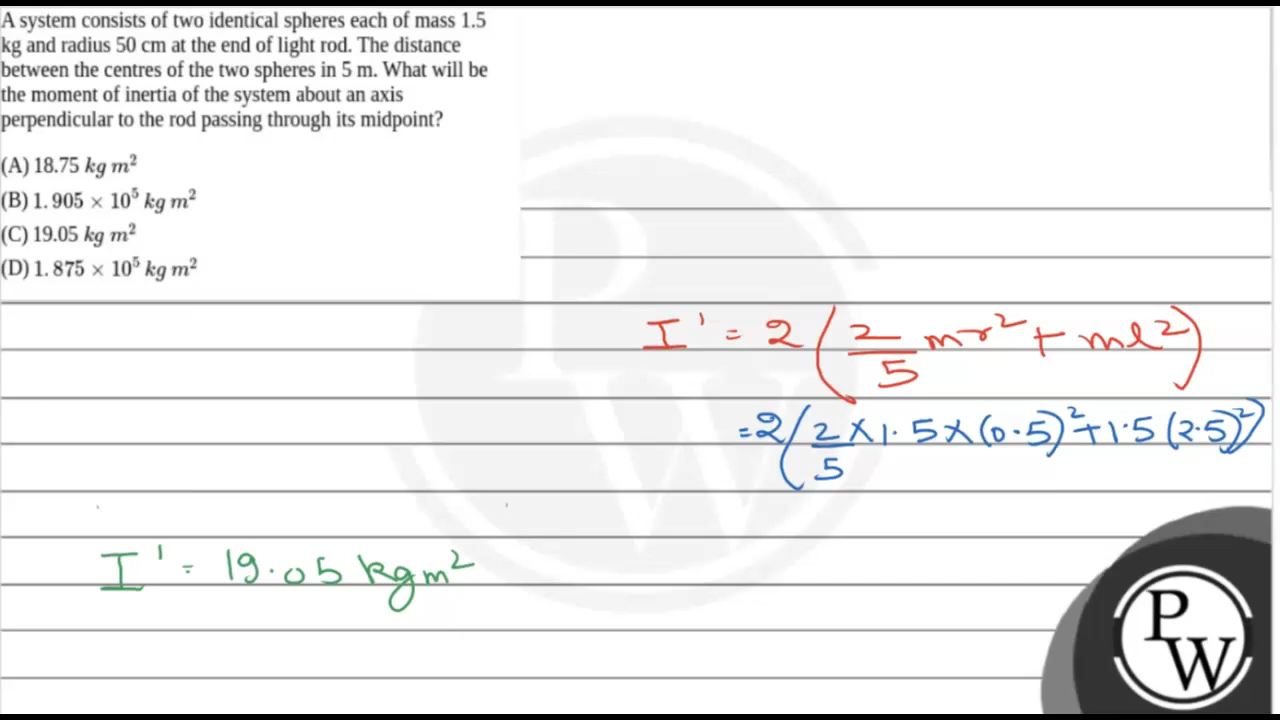 A system consists of two identical spheres each of mass 1.5
kg and radius 50 cm at the end of light rod. The distance
between the centres of the two spheres in 5 m. What will be
the moment of inertia of the system about an axis
perpendicular to the rod passing through its midpoint?
(A) 18.75 kg m²
(B) 1.905 × 10⁵ kg m²
(C) 19.05 kg m²
(D) 1.875 × 10⁵ kg m²
I' = 2 (2/5 mr² + ml²)
= 2 (2/5 × 1.5 × (0.5)² + 1.5 (2.5)²)
I' = 19.05 kgm²
P
W
P
W